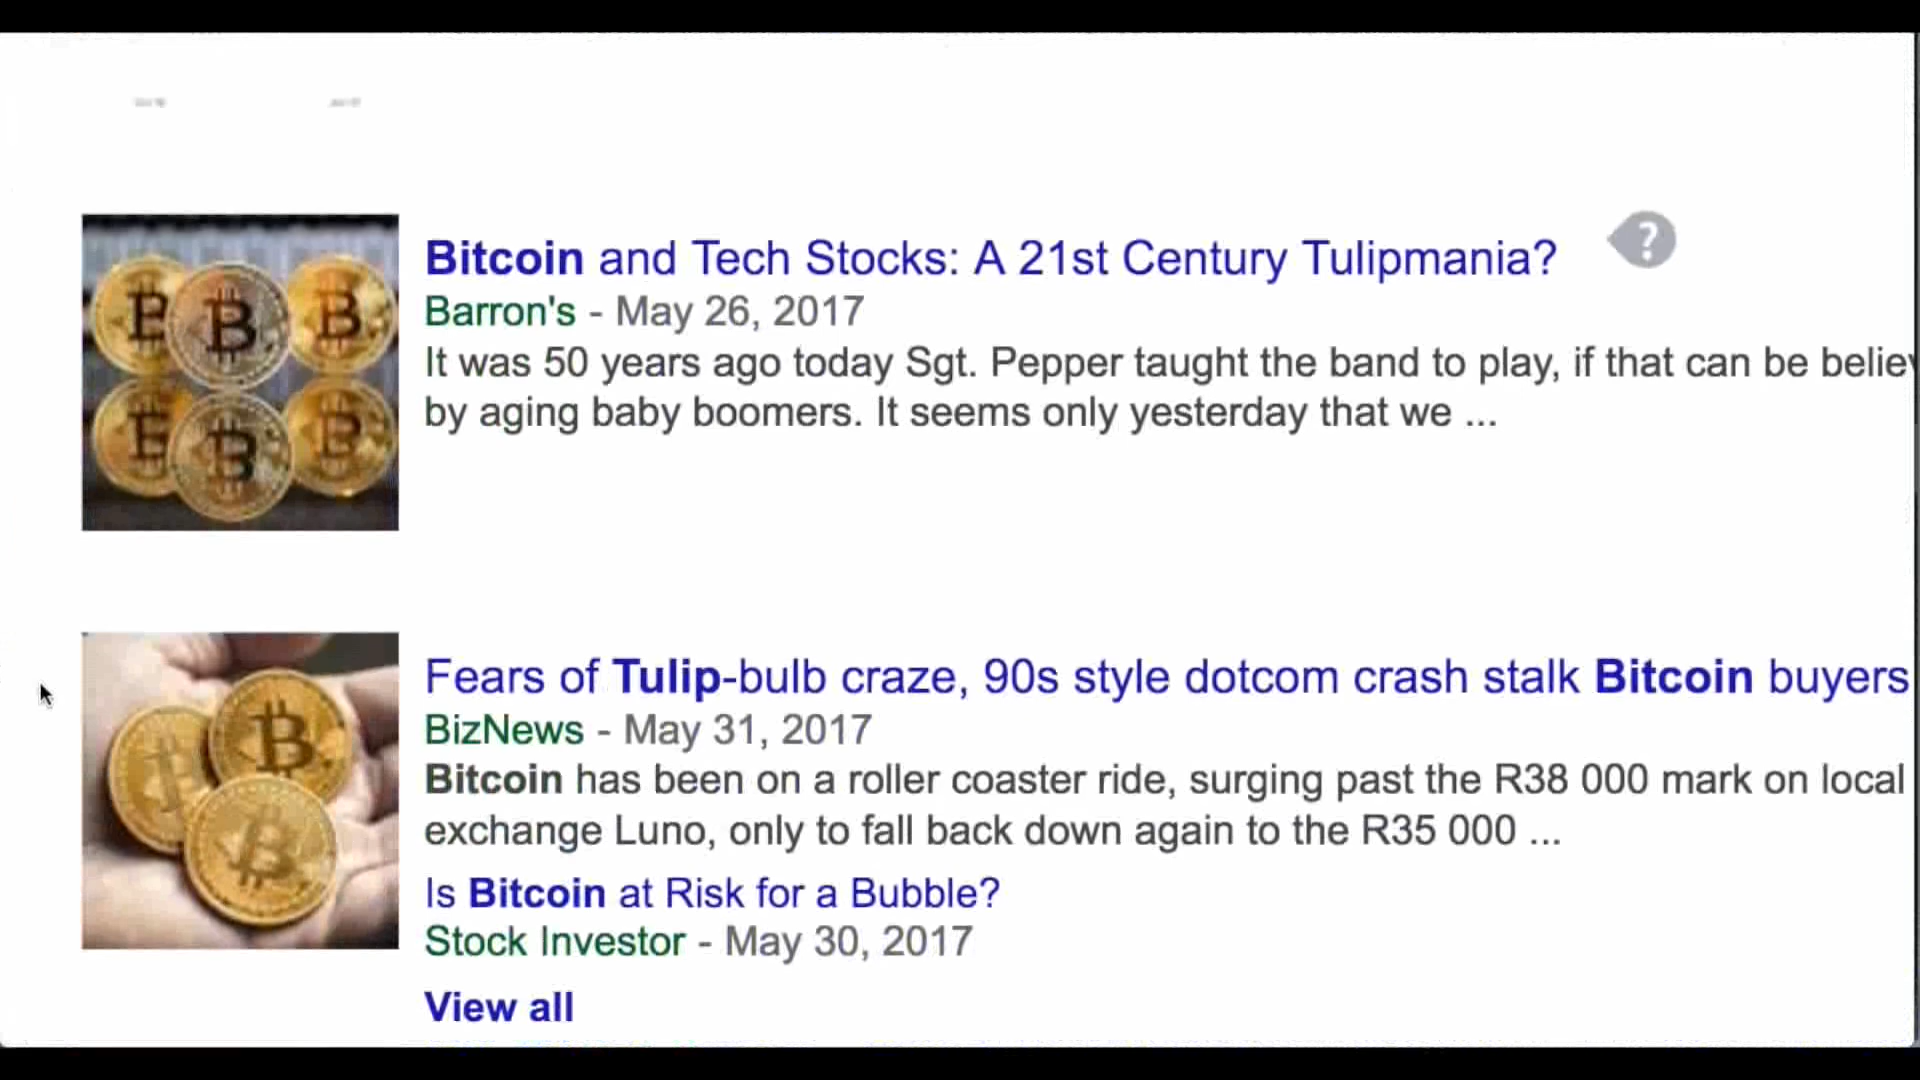 Bitcoin and Tech Stocks: A 21st Century Tulipmania?
?
Barron's - May 26, 2017
It was 50 years ago today Sgt. Pepper taught the band to play, if that can be
by aging baby boomers. It seems only yesterday that we ...
Fears of Tulip-bulb craze, 90s style dotcom crash stalk Bitcoin buyers
BizNews - May 31, 2017
Bitcoin has been on a roller coaster ride, surging past the R38 000 mark on local
exchange Luno, only to fall back down again to the R35 000 ...
Is Bitcoin at Risk for a Bubble?
Stock Investor - May 30, 2017
View all